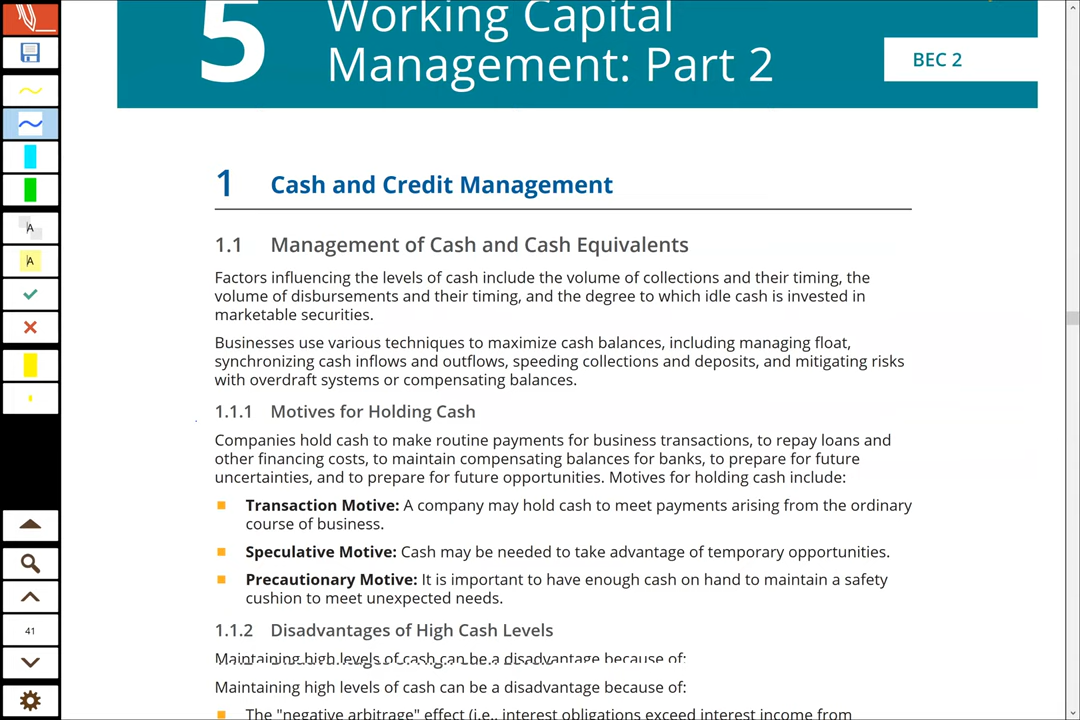 5
Working Capital
Management: Part 2
BEC 2
1 Cash and Credit Management
1.1 Management of Cash and Cash Equivalents
Factors influencing the levels of cash include the volume of collections and their timing, the
volume of disbursements and their timing, and the degree to which idle cash is invested in
marketable securities.
Businesses use various techniques to maximize cash balances, including managing float,
synchronizing cash inflows and outflows, speeding collections and deposits, and mitigating risks
with overdraft systems or compensating balances.
1.1.1 Motives for Holding Cash
Companies hold cash to make routine payments for business transactions, to repay loans and
other financing costs, to maintain compensating balances for banks, to prepare for future
uncertainties, and to prepare for future opportunities. Motives for holding cash include:
Transaction Motive: A company may hold cash to meet payments arising from the ordinary
course of business.
Speculative Motive: Cash may be needed to take advantage of temporary opportunities.
Precautionary Motive: It is important to have enough cash on hand to maintain a safety
cushion to meet unexpected needs.
1.1.2 Disadvantages of High Cash Levels
Maintaining high levels of cash can be a disadvantage because of:
Maintaining high levels of cash can be a disadvantage because of:
The "negative arbitrage" effect (i.e., interest obligations exceed interest income from
A
A
41